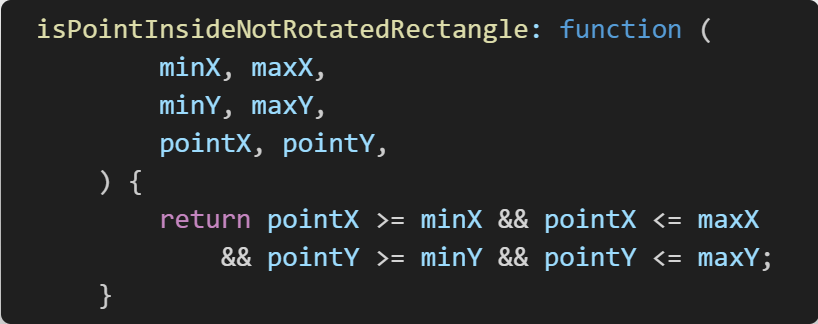 isPointInsideNotRotatedRectangle: function (
minX, maxX,
minY, maxY,
pointX, pointY,
) {
return pointX >= minX && pointX <= maxX
&& pointY >= minY && pointY <= maxY;
}